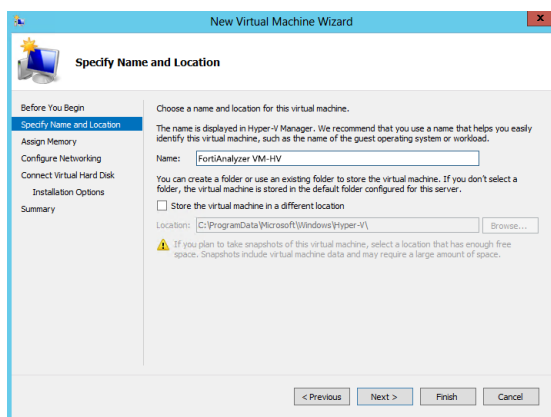 New Virtual Machine Wizard
x
Specify Name and Location
Before You Begin
Specify Name and Location
Assign Memory
Configure Networking
Connect Virtual Hard Disk
Installation Options
Summary
Choose a name and location for this virtual machine.
The name is displayed in Hyper-V Manager. We recommend that you use a name that helps you easily
identify this virtual machine, such as the name of the guest operating system or workload.
Name: FortiAnalyzer VM-HV
You can create a folder or use an existing folder to store the virtual machine. If you don't select a
folder, the virtual machine is stored in the default folder configured for this server.
Store the virtual machine in a different location
Location: C:\ProgramData\Microsoft\Windows\Hyper-V\ Browse...
If you plan to take snapshots of this virtual machine, select a location that has enough free
space. Snapshots include virtual machine data and may require a large amount of space.
< Previous Next > Finish Cancel